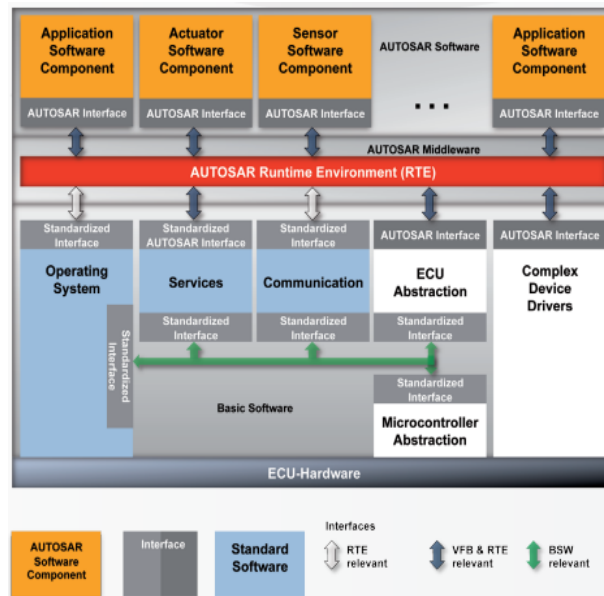 Application
Software
Component
Actuator
Software
Component
Sensor
Software
Component
AUTOSAR Software
Application
Software
Component
...
AUTOSAR Interface
AUTOSAR Interface
AUTOSAR Interface
AUTOSAR Interface
AUTOSAR Middleware
AUTOSAR Runtime Environment (RTE)
Standardized
Interface
Standardized
AUTOSAR Interface
Standardized
Interface
AUTOSAR Interface
AUTOSAR Interface
Operating
System
Services
Communication
ECU
Abstraction
Complex
Device
Drivers
Standardized
Interface
Standardized
Interface
Standardized
Interface
Standardized
Interface
Standardized
Interface
Basic Software
Microcontroller
Abstraction
ECU-Hardware
AUTOSAR
Software
Component
Interface
Standard
Software
Interfaces
RTE
relevant
VFB & RTE
relevant
BSW
relevant